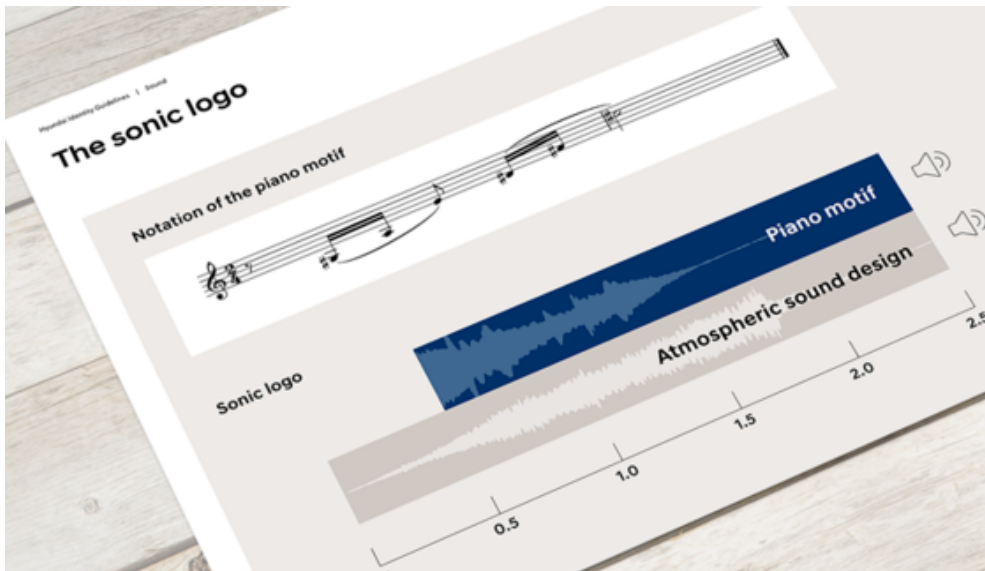 Hyundai Identity Guidelines | Sound
The sonic logo
Notation of the piano motif
Piano motif
Atmospheric sound design
Sonic logo
0.5
1.0
1.5
2.0
2.5